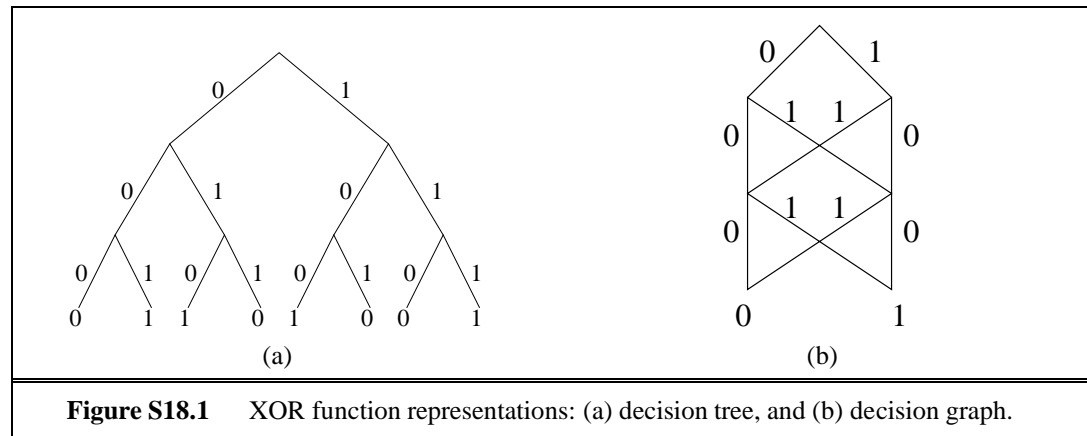 0 1
0 1 0 1
0 1 0 1 0 1 0 1
0 1 1 0 1 0 0 1
(a)
0 1
0 1 1 0
0 1 1 0
0 1
(b)
Figure S18.1 XOR function representations: (a) decision tree, and (b) decision graph.